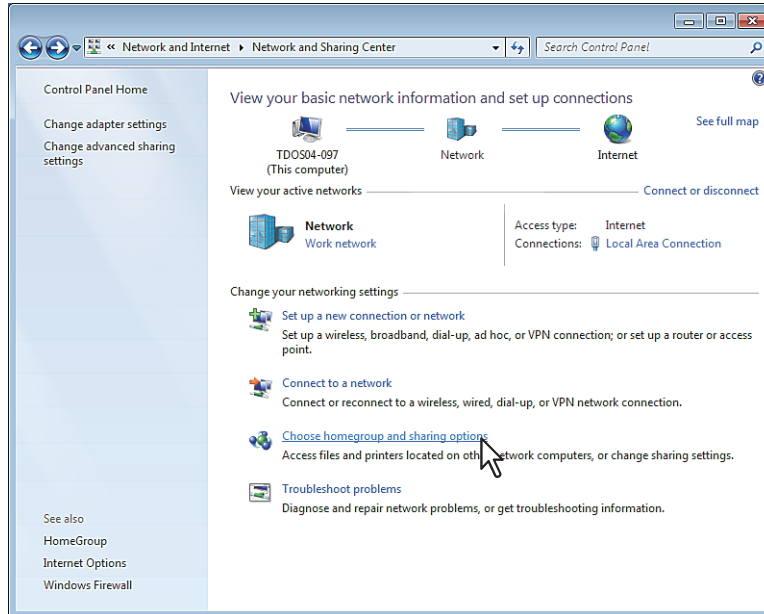 « Network and Internet ▸ Network and Sharing Center
Search Control Panel
Control Panel Home
Change adapter settings
Change advanced sharing
settings
View your basic network information and set up connections
See full map
TDOS04-097
(This computer)
Network
Internet
View your active networks
Connect or disconnect
Network
Work network
Access type: Internet
Connections: Local Area Connection
Change your networking settings
Set up a new connection or network
Set up a wireless, broadband, dial-up, ad hoc, or VPN connection; or set up a router or access
point.
Connect to a network
Connect or reconnect to a wireless, wired, dial-up, or VPN network connection.
Choose homegroup and sharing options
Access files and printers located on other network computers, or change sharing settings.
Troubleshoot problems
Diagnose and repair network problems, or get troubleshooting information.
See also
HomeGroup
Internet Options
Windows Firewall